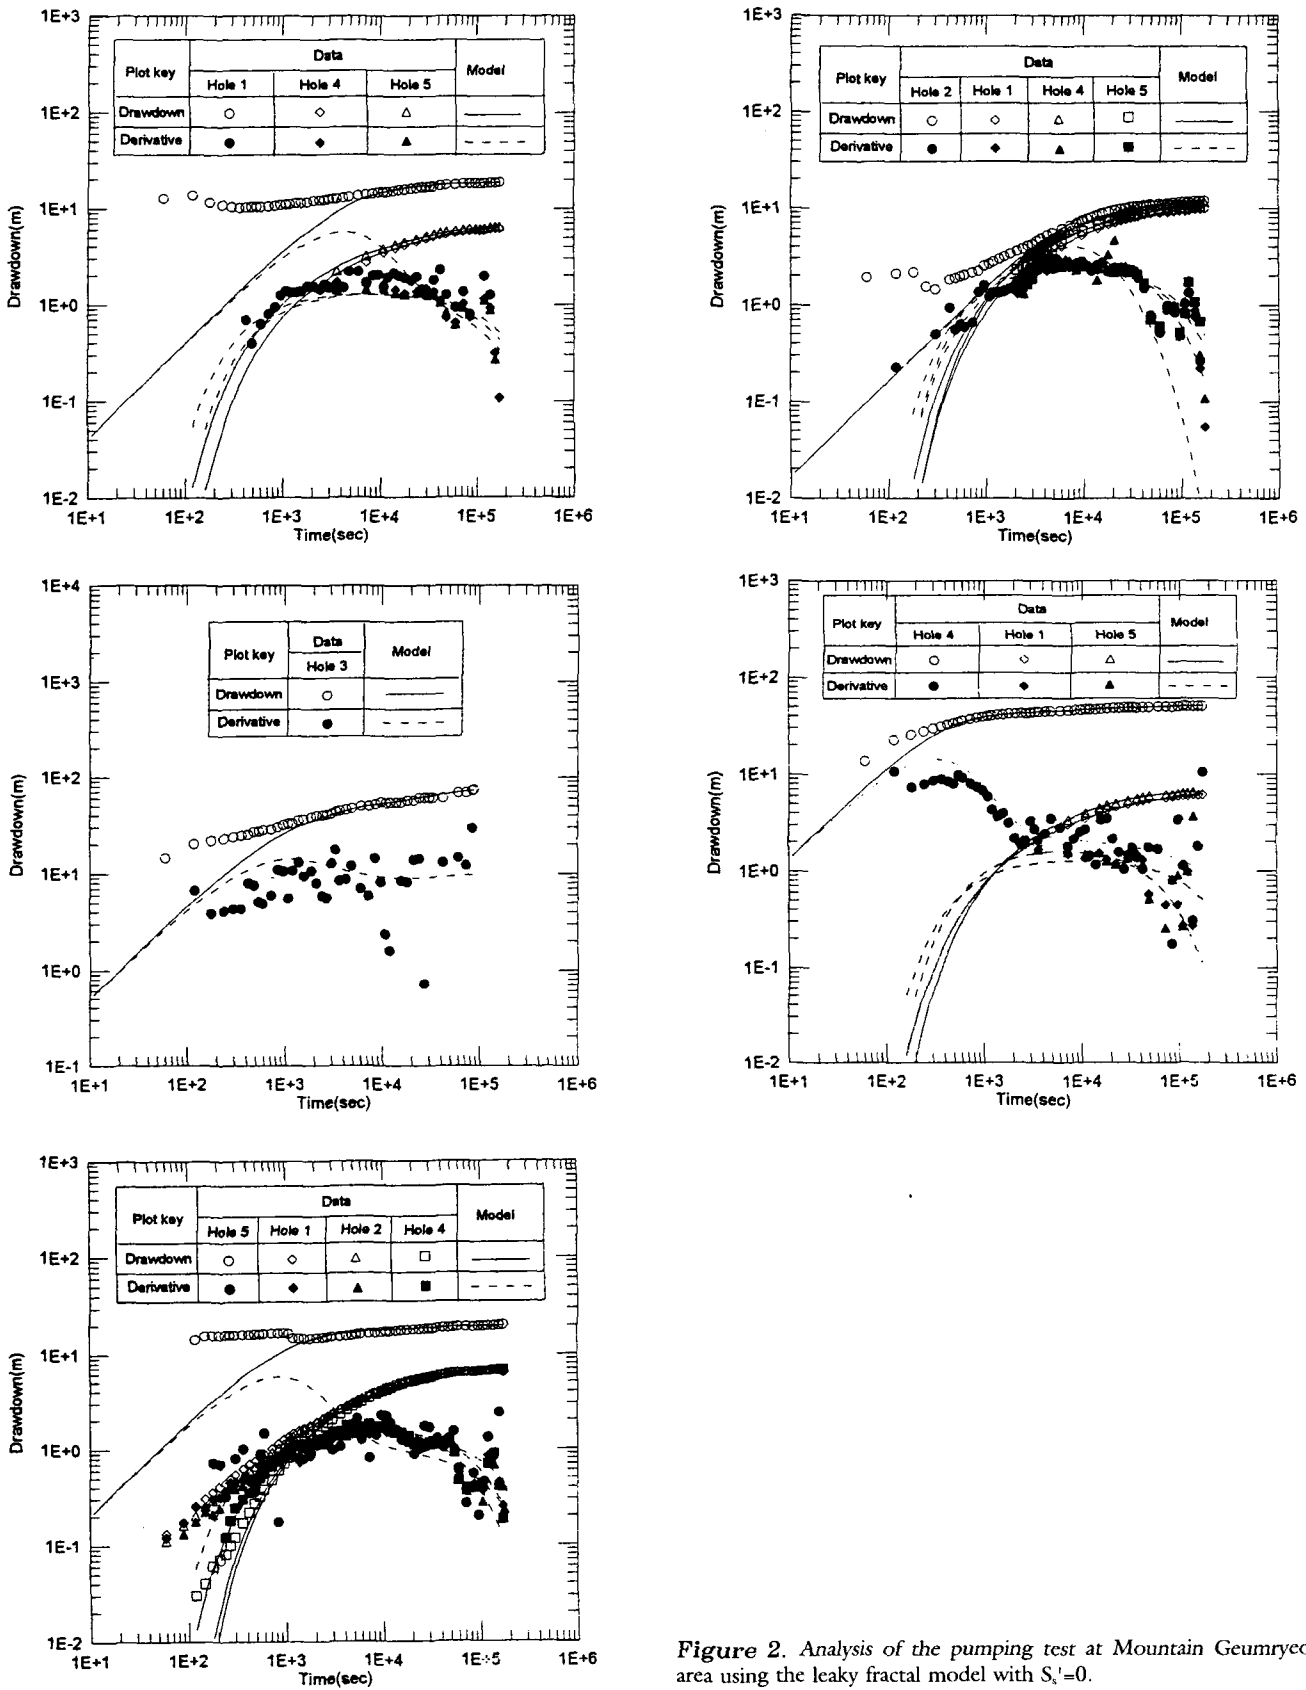 1E+3
1E+2
1E+1
1E+0
1E-1
1E-2
Drawdown(m)
Plot key Data Model
Hole 1 Hole 4 Hole 5
Drawdown
Derivative
1E+1 1E+2 1E+3 1E+4 1E+5 1E+6
Time(sec)
1E+3
1E+2
1E+1
1E+0
1E-1
1E-2
Drawdown(m)
Plot key Data Model
Hole 2 Hole 1 Hole 4 Hole 5
Drawdown
Derivative
1E+1 1E+2 1E+3 1E+4 1E+5 1E+6
Time(sec)
1E+4
1E+3
1E+2
1E+1
1E+0
1E-1
Drawdown(m)
Plot key Data Model
Hole 3
Drawdown
Derivative
1E+1 1E+2 1E+3 1E+4 1E+5 1E+6
Time(sec)
1E+3
1E+2
1E+1
1E+0
1E-1
1E-2
Drawdown(m)
Plot key Data Model
Hole 4 Hole 1 Hole 5
Drawdown
Derivative
1E+1 1E+2 1E+3 1E+4 1E+5 1E+6
Time(sec)
1E+3
1E+2
1E+1
1E+0
1E-1
1E-2
Drawdown(m)
Plot key Data Model
Hole 5 Hole 1 Hole 2 Hole 4
Drawdown
Derivative
1E+1 1E+2 1E+3 1E+4 1E+5 1E+6
Time(sec)
Figure 2. Analysis of the pumping test at Mountain Geumryeo
area using the leaky fractal model with Ss'=0.